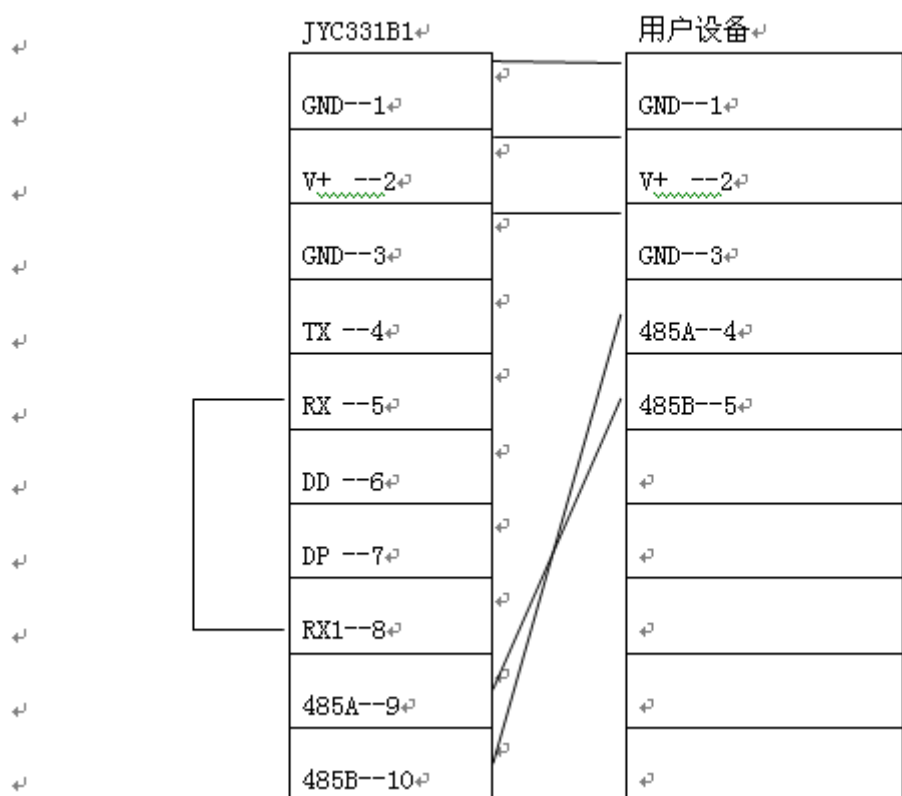 JYC331B1
用户设备
GND--1
GND--1
V+ --2
V+ --2
GND--3
GND--3
TX --4
485A--4
RX --5
485B--5
DD --6
DP --7
RX1--8
485A--9
485B--10